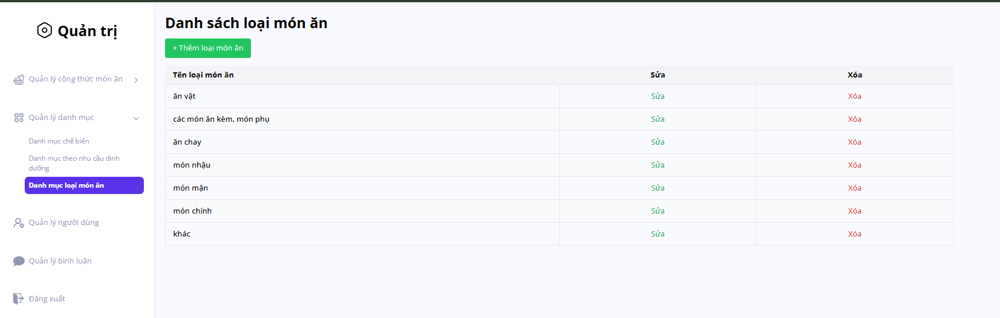 Quản trị
Quản lý công thức món ăn
Quản lý danh mục
Danh mục chế biến
Danh mục theo nhu cầu dinh
dưỡng
Danh mục loại món ăn
Quản lý người dùng
Quản lý bình luận
Đăng xuất
Danh sách loại món ăn
+ Thêm loại món ăn
Tên loại món ăn Sửa Xóa
ăn vặt Sửa Xóa
các món ăn kèm, món phụ Sửa Xóa
ăn chay Sửa Xóa
món nhậu Sửa Xóa
món mặn Sửa Xóa
món chính Sửa Xóa
khác Sửa Xóa